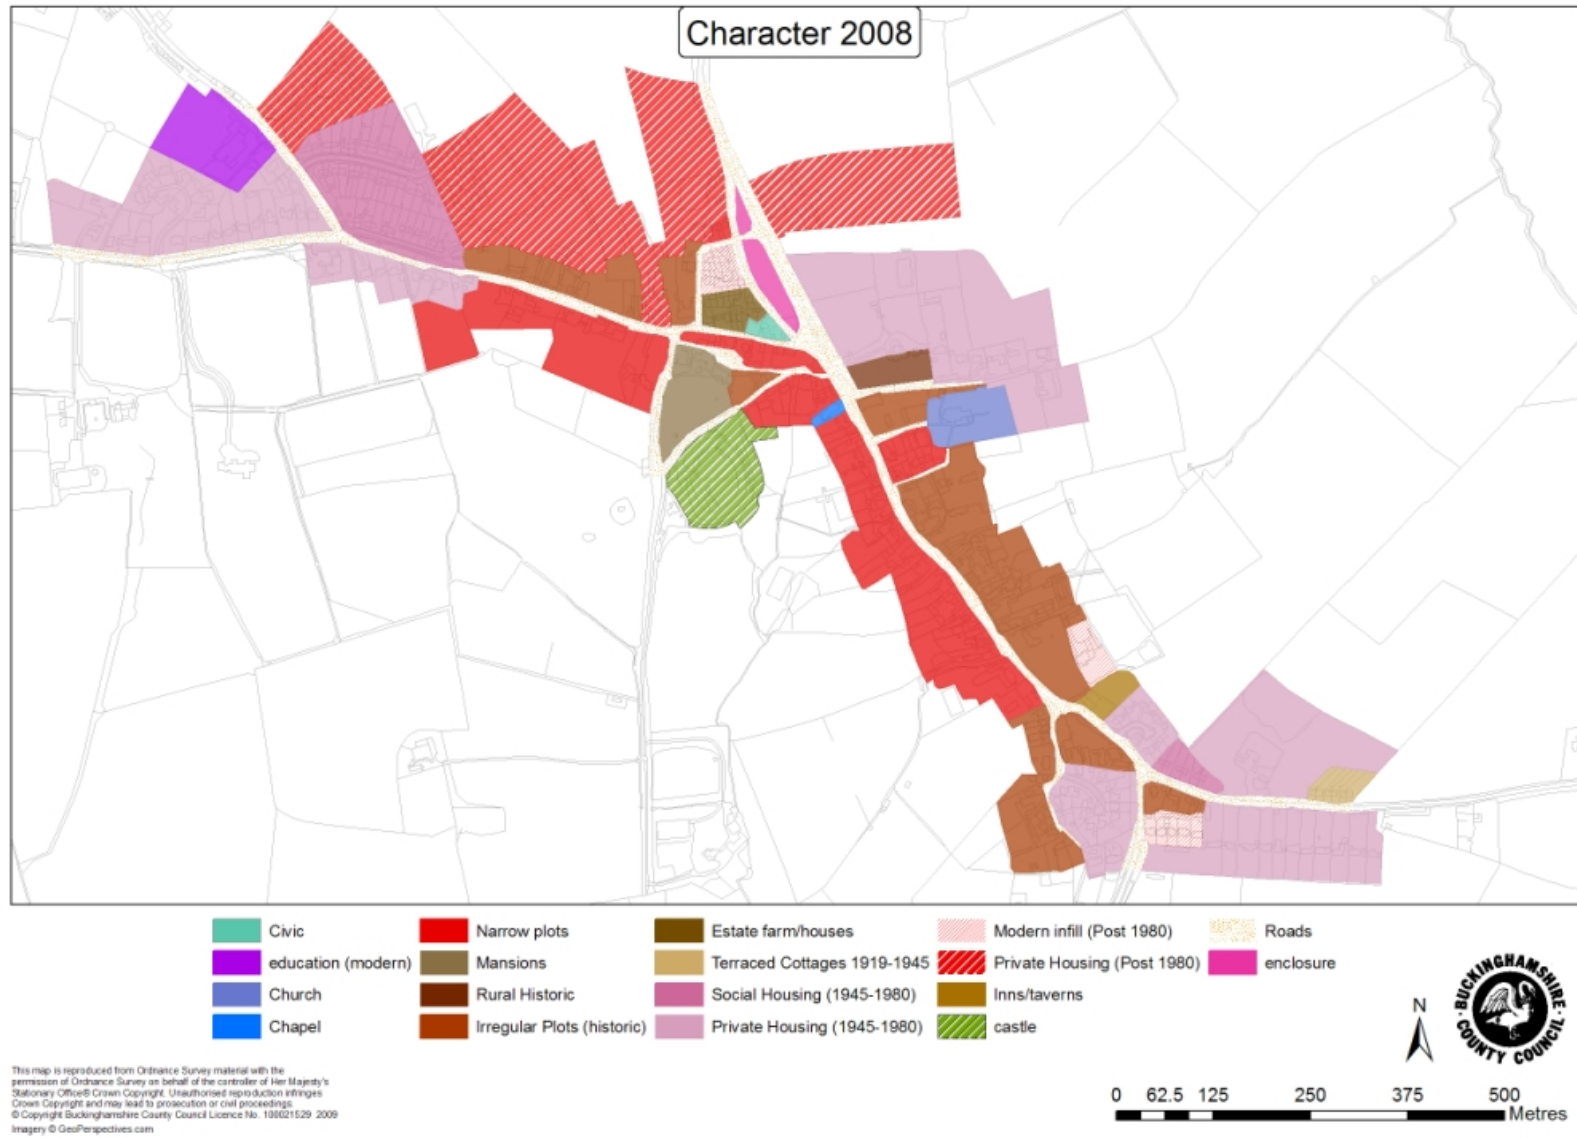 Character 2008
Civic
education (modern)
Church
Chapel
Narrow plots
Mansions
Rural Historic
Irregular Plots (historic)
Estate farm/houses
Terraced Cottages 1919-1945
Social Housing (1945-1980)
Private Housing (1945-1980)
Modern infill (Post 1980)
Private Housing (Post 1980)
Inns/taverns
castle
Roads
enclosure
N
BUCKINGHAMSHIRE
COUNTY COUNCIL
0 62.5 125 250 375 500
Metres
This map is reproduced from Ordnance Survey material with the
permission of Ordnance Survey on behalf of the controller of Her Majesty's
Stationary Office© Crown Copyright. Unauthorised reproduction infringes
Crown Copyright and may lead to prosecution or civil proceedings
© Copyright Buckinghamshire County Council Licence No. 100021529 2009
Imagery © GeoPerspectives.com